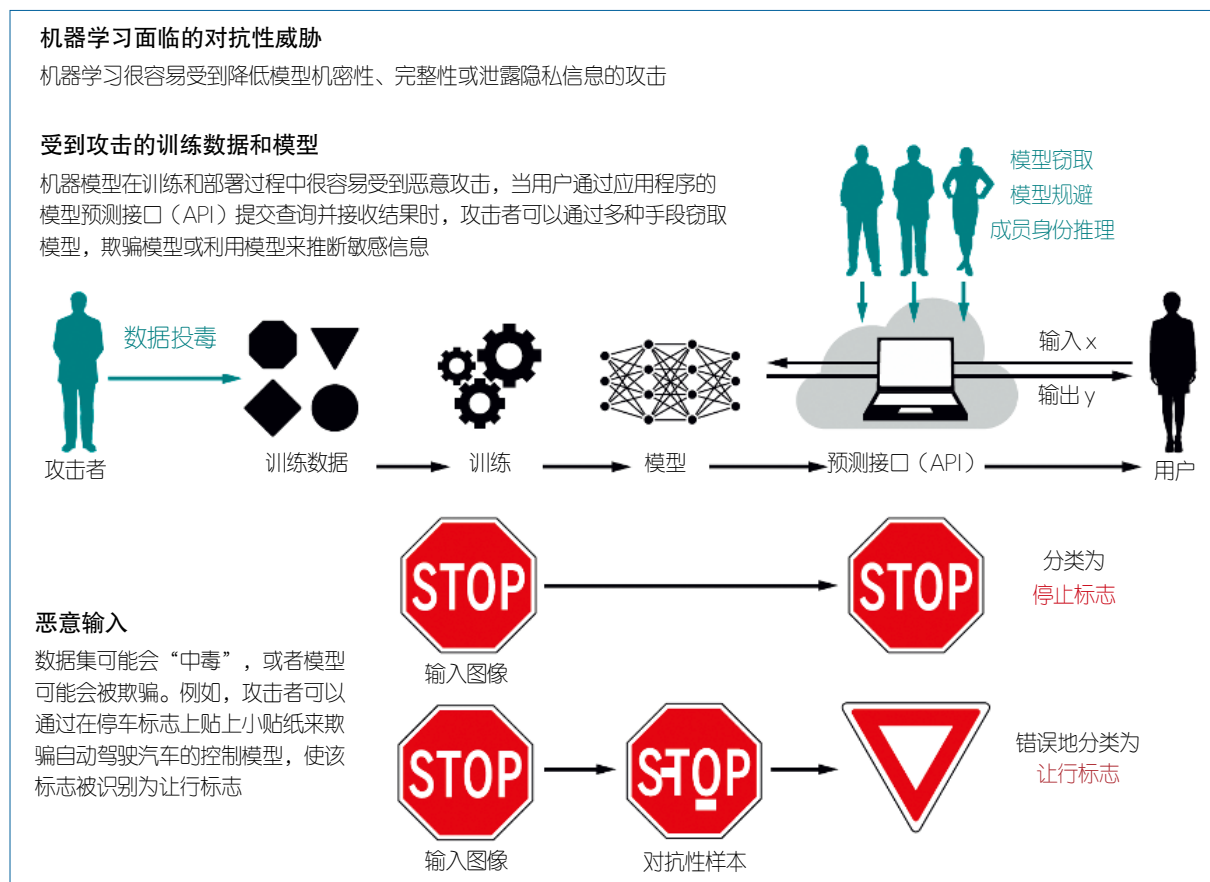 机器学习面临的对抗性威胁
机器学习很容易受到降低模型机密性、完整性或泄露隐私信息的攻击
受到攻击的训练数据和模型
机器模型在训练和部署过程中很容易受到恶意攻击，当用户通过应用程序的
模型预测接口（API）提交查询并接收结果时，攻击者可以通过多种手段窃取
模型，欺骗模型或利用模型来推断敏感信息
模型窃取
模型规避
成员身份推理
数据投毒
输入 x
输出 y
攻击者
训练数据
训练
模型
预测接口（API）
用户
STOP
STOP
分类为
停止标志
输入图像
恶意输入
数据集可能会“中毒”，或者模型
可能会被欺骗。例如，攻击者可以
通过在停车标志上贴上小贴纸来欺
骗自动驾驶汽车的控制模型，使该
标志被识别为让行标志
STOP
STOP
错误地分类为
让行标志
输入图像
对抗性样本